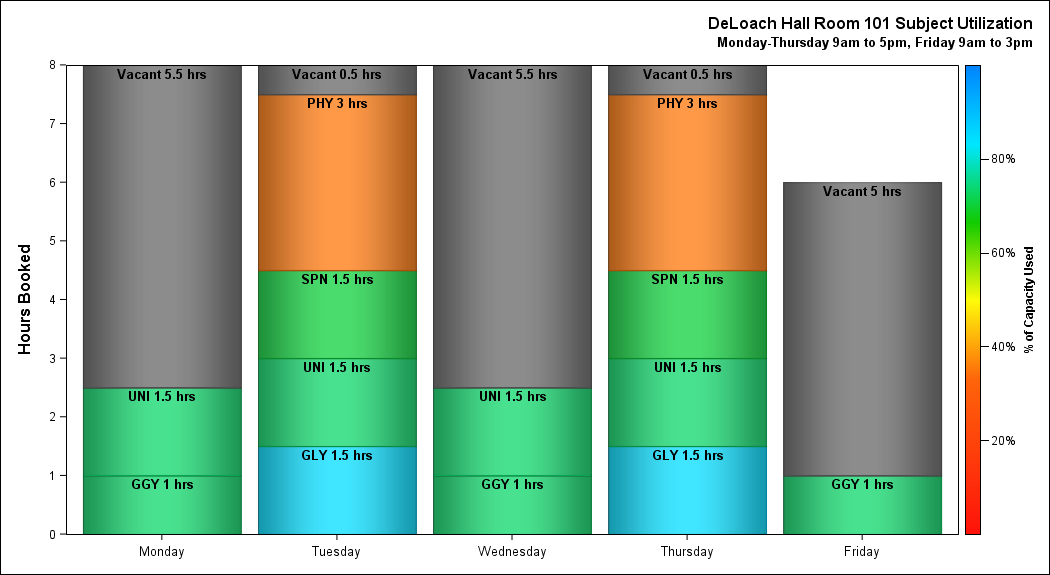 DeLoach Hall Room 101 Subject Utilization
Monday-Thursday 9am to 5pm, Friday 9am to 3pm
Hours Booked
8
7
6
5
4
3
2
1
0
Vacant 5.5 hrs
UNI 1.5 hrs
GGY 1 hrs
Vacant 0.5 hrs
PHY 3 hrs
SPN 1.5 hrs
UNI 1.5 hrs
GLY 1.5 hrs
Vacant 5.5 hrs
UNI 1.5 hrs
GGY 1 hrs
Vacant 0.5 hrs
PHY 3 hrs
SPN 1.5 hrs
UNI 1.5 hrs
GLY 1.5 hrs
Vacant 5 hrs
GGY 1 hrs
Monday
Tuesday
Wednesday
Thursday
Friday
80%
60%
40%
20%
% of Capacity Used